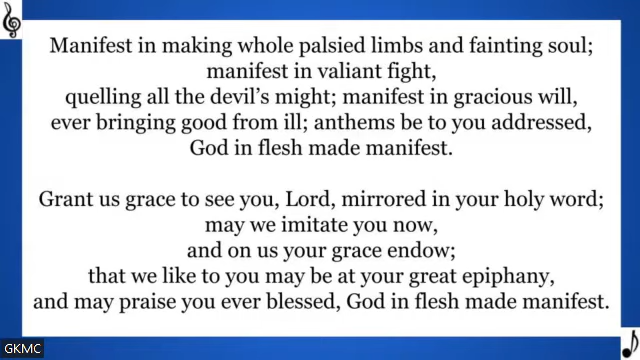 Manifest in making whole palsied limbs and fainting soul;
manifest in valiant fight,
quelling all the devil’s might; manifest in gracious will,
ever bringing good from ill; anthems be to you addressed,
God in flesh made manifest.
Grant us grace to see you, Lord, mirrored in your holy word;
may we imitate you now,
and on us your grace endow;
that we like to you may be at your great epiphany,
and may praise you ever blessed, God in flesh made manifest.
GKMC